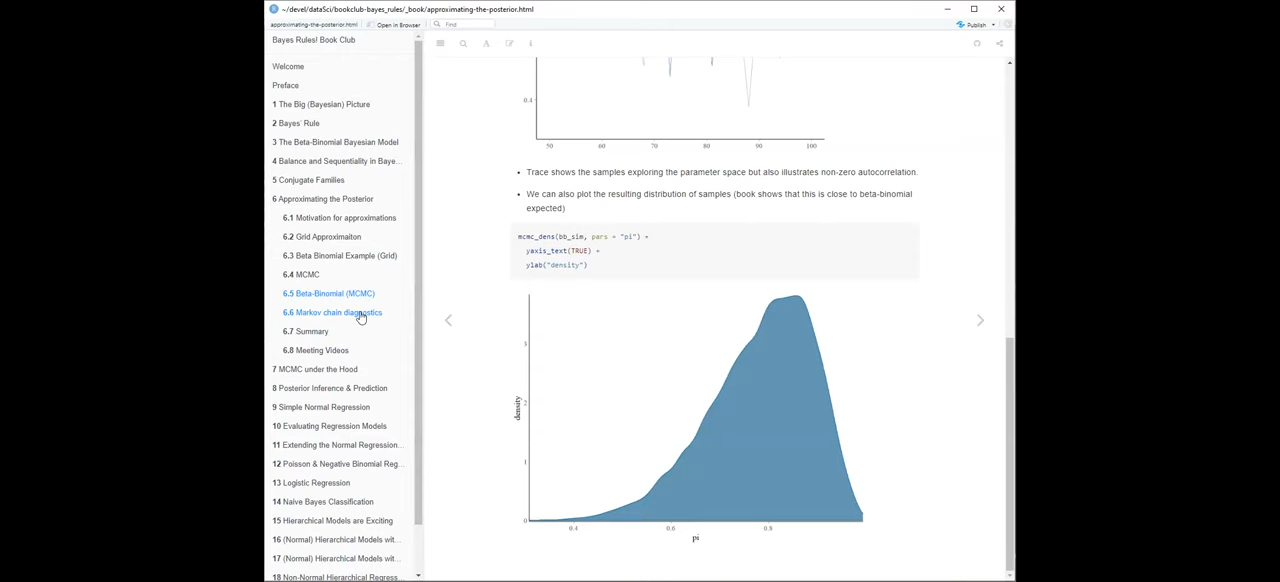 ~/devel/dataSci/bookclub-bayes_rules/_book/approximating-the-posterior.html
approximating-the-posterior.html
Open in Browser
Find
Publish
Bayes Rules! Book Club
Welcome
Preface
1 The Big (Bayesian) Picture
2 Bayes' Rule
3 The Beta-Binomial Bayesian Model
4 Balance and Sequentiality in Baye...
5 Conjugate Families
6 Approximating the Posterior
6.1 Motivation for approximations
6.2 Grid Approximaiton
6.3 Beta Binomial Example (Grid)
6.4 MCMC
6.5 Beta-Binomial (MCMC)
6.6 Markov chain diagnostics
6.7 Summary
6.8 Meeting Videos
7 MCMC under the Hood
8 Posterior Inference & Prediction
9 Simple Normal Regression
10 Evaluating Regression Models
11 Extending the Normal Regression...
12 Poisson & Negative Binomial Reg...
13 Logistic Regression
14 Naive Bayes Classification
15 Hierarchical Models are Exciting
16 (Normal) Hierarchical Models wit...
17 (Normal) Hierarchical Models wit...
18 Non-Normal Hierarchical Regress...
0.4
50 60 70 80 90 100
• Trace shows the samples exploring the parameter space but also illustrates non-zero autocorrelation.
• We can also plot the resulting distribution of samples (book shows that this is close to beta-binomial
expected)
mcmc_dens(bb_sim, pars = "pi") +
yaxis_text(TRUE) +
ylab("density")
3
2
1
0
density
0.4 0.6 0.8
pi